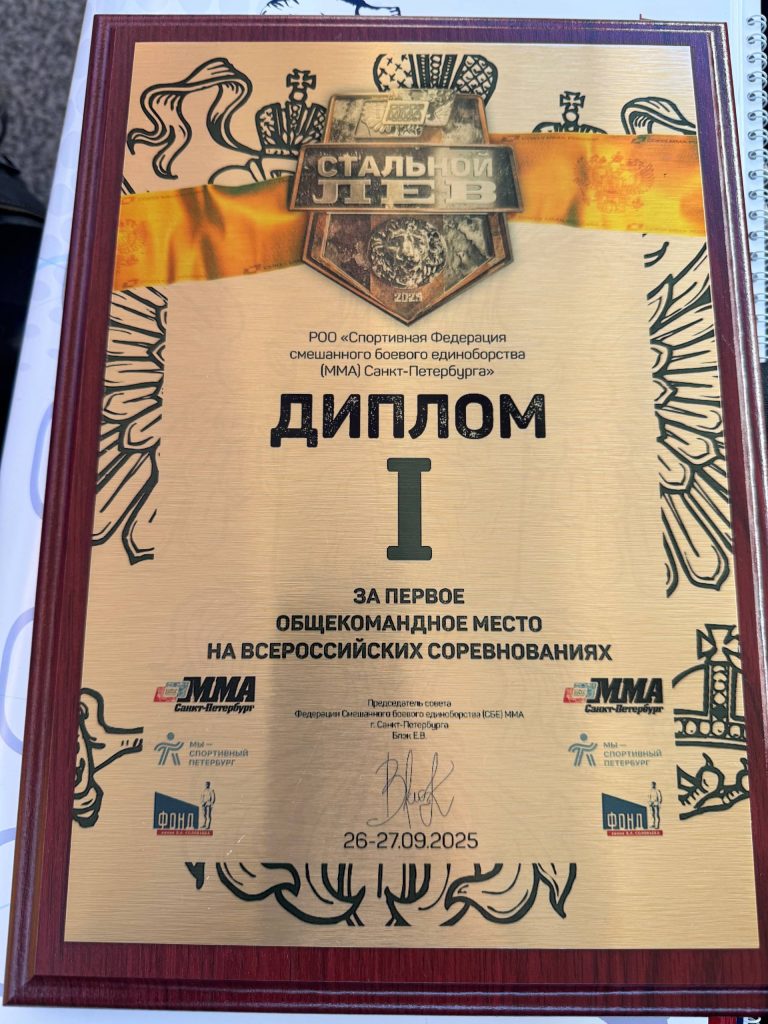 СТАЛЬНОЙ
ЛЕВ
2025
РОО «Спортивная Федерация
смешанного боевого единоборства
(ММА) Санкт-Петербурга»
ДИПЛОМ
I
ЗА ПЕРВОЕ
ОБЩЕКОМАНДНОЕ МЕСТО
НА ВСЕРОССИЙСКИХ СОРЕВНОВАНИЯХ
ММА
Санкт-Петербург
МЫ —
СПОРТИВНЫЙ
ПЕТЕРБУРГ
ФОНД
Председатель совета
Федерации Смешанного боевого единоборства (СБЕ) ММА
г. Санкт-Петербурга
Блэк Е.В.
26-27.09.2025
ММА
Санкт-Петербург
МЫ —
СПОРТИВНЫЙ
ПЕТЕРБУРГ
ФОНД